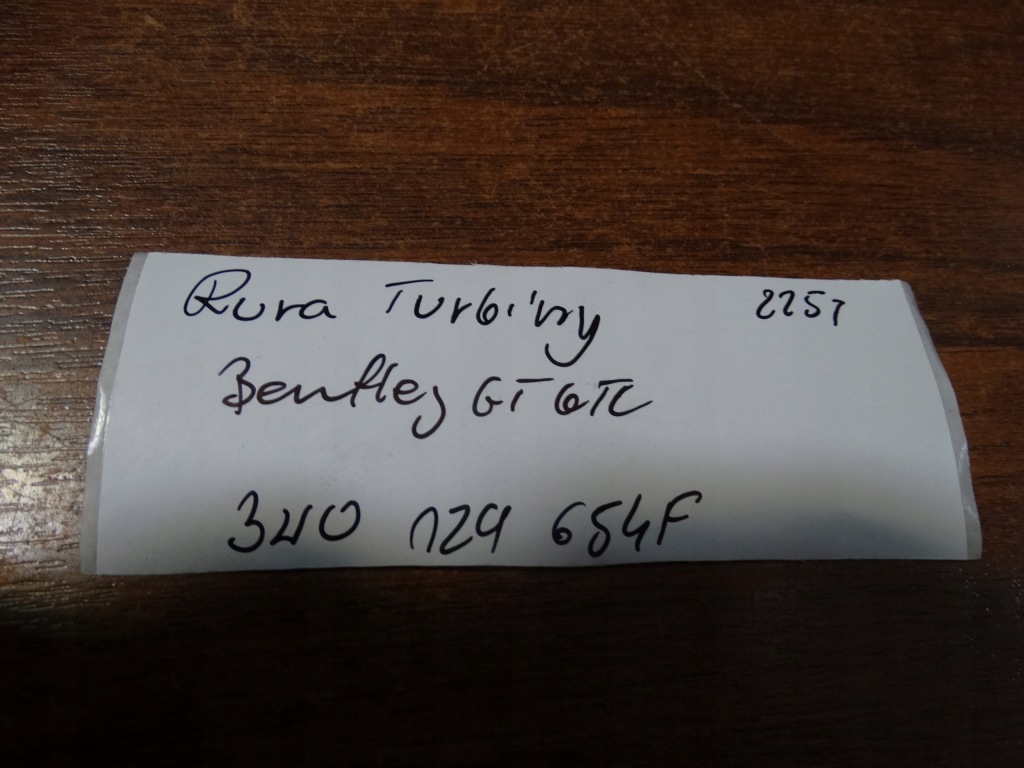 Rura Turbiny 2257
Bentley GT GTC
3W0 129 654F